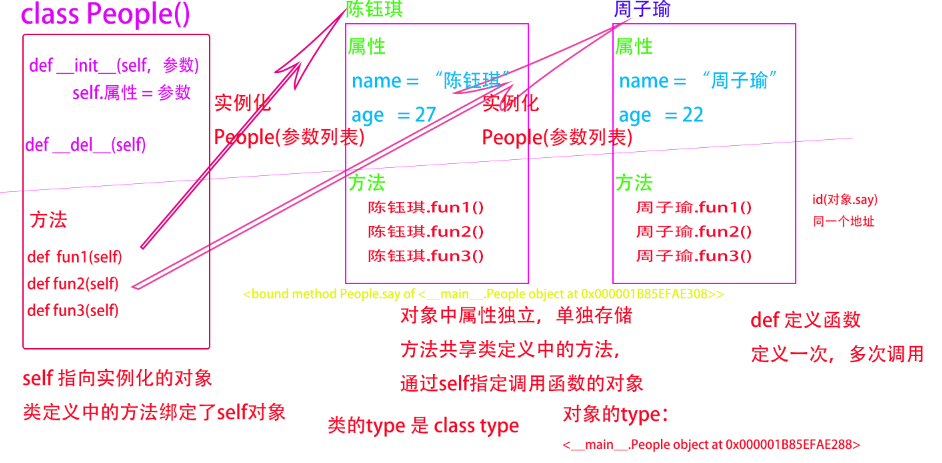 class People()
def __init__(self, 参数)
self.属性 = 参数
def __del__(self)
方法
def fun1(self)
def fun2(self)
def fun3(self)
self 指向实例化的对象
类定义中的方法绑定了self对象
实例化
People(参数列表)
陈钰琪
属性
name = “陈钰琪”
age = 27
方法
陈钰琪.fun1()
陈钰琪.fun2()
陈钰琪.fun3()
实例化
People(参数列表)
周子瑜
属性
name = “周子瑜”
age = 22
方法
周子瑜.fun1()
周子瑜.fun2()
周子瑜.fun3()
id(对象.say)
同一个地址
<bound method People.say of <__main__.People object at 0x000001B85EFAE308>>
对象中属性独立，单独存储
方法共享类定义中的方法，
通过self指定调用函数的对象
def 定义函数
定义一次，多次调用
类的type 是 class type
对象的type：
<__main__.People object at 0x000001B85EFAE288>